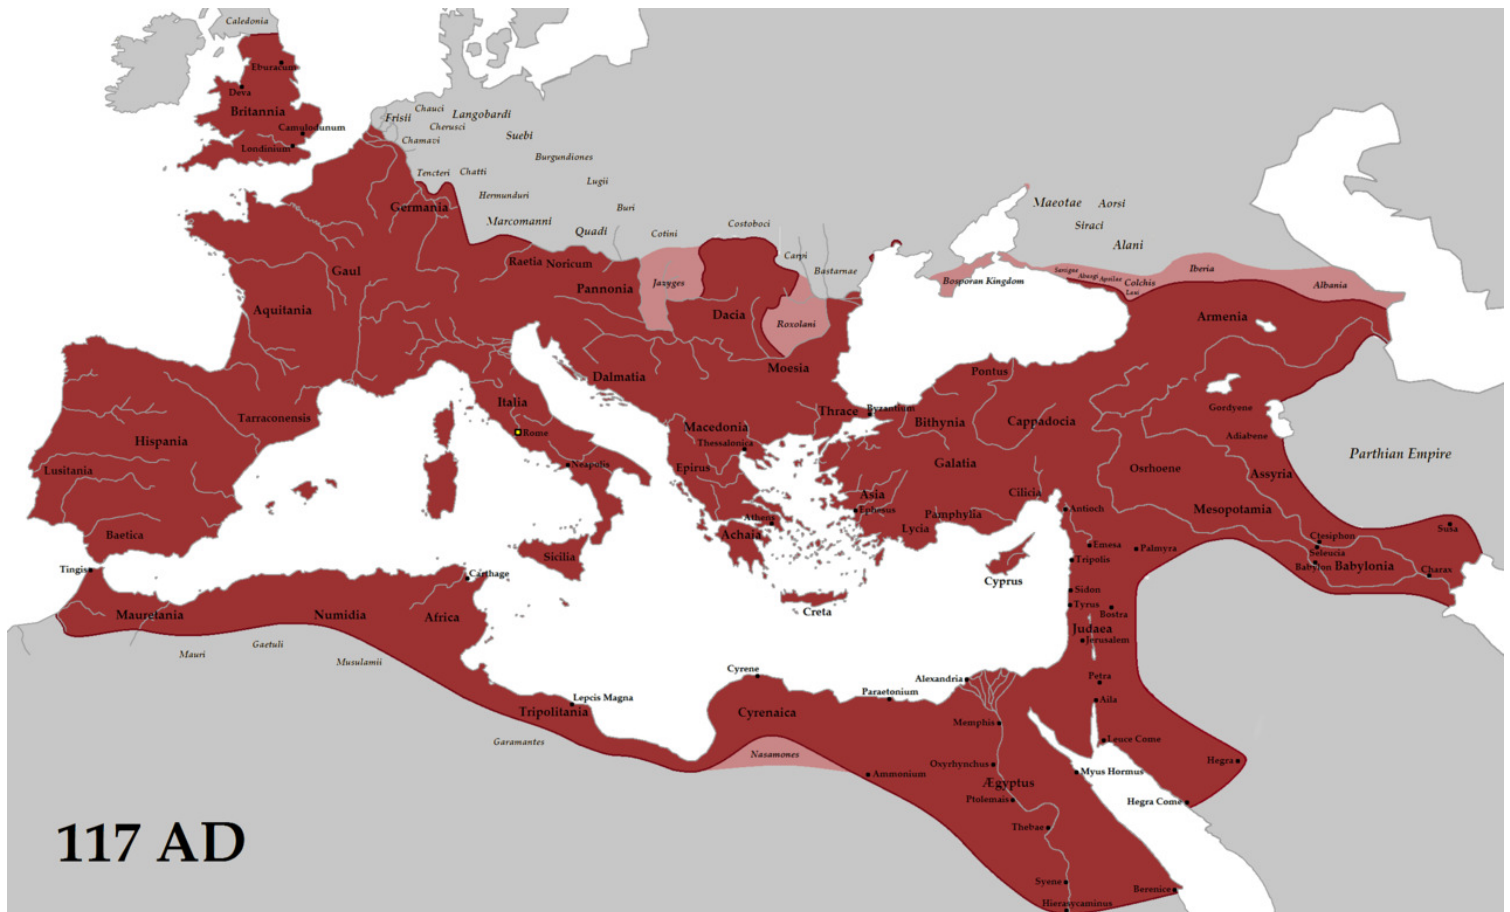 Caledonia
Eburacum
Deva
Britannia
Camulodunum
Londinium
Frisii
Chauci
Langobardi
Cherusci
Suebi
Chamavi
Burgundiones
Tencteri
Chatti
Lugii
Hermunduri
Buri
Marcomanni
Quadi
Cotini
Costoboci
Carpi
Bastarnae
Maeotae
Aorsi
Siraci
Alani
Germania
Gaul
Raetia
Noricum
Pannonia
Jazyges
Dacia
Roxolani
Bosporan Kingdom
Sanigae
Abasgi
Apsilae
Colchis
Lazi
Iberia
Albania
Aquitania
Armenia
Moesia
Dalmatia
Pontus
Italia
Rome
Tarraconensis
Hispania
Lusitania
Baetica
Neapolis
Macedonia
Thessalonica
Thrace
Byzantium
Bithynia
Cappadocia
Gordyene
Adiabene
Parthian Empire
Epirus
Galatia
Osrhoene
Assyria
Asia
Ephesus
Cilicia
Mesopotamia
Athens
Achaia
Lycia
Pamphylia
Antioch
Susa
Sicilia
Emesa
Palmyra
Ctesiphon
Seleucia
Babylon
Babylonia
Charax
Tripolis
Cyprus
Tingis
Carthage
Creta
Sidon
Tyrus
Bostra
Mauretania
Numidia
Africa
Judaea
Jerusalem
Mauri
Gaetuli
Musulamii
Cyrene
Alexandria
Petra
Lepcis Magna
Paraetonium
Aila
Tripolitania
Cyrenaica
Memphis
Garamantes
Nasamones
Leuce Come
Ammonium
Oxyrhynchus
Myus Hormus
Hegra
Ægyptus
Ptolemais
Hegra Come
Thebae
117 AD
Syene
Berenice
Hierasycaminus